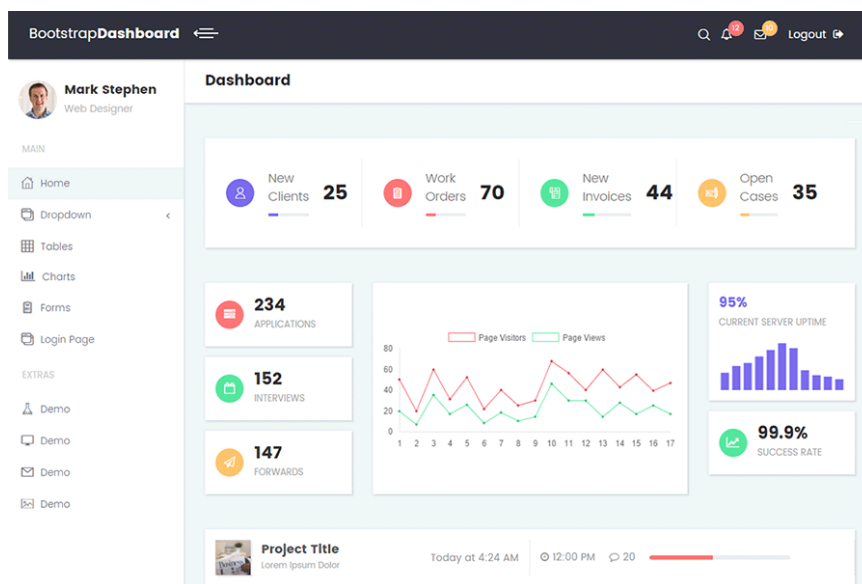 BootstrapDashboard
12
10
Logout
Mark Stephen
Web Designer
MAIN
Home
Dropdown
Tables
Charts
Forms
Login Page
EXTRAS
Demo
Demo
Demo
Demo
Dashboard
New
Clients
25
Work
Orders
70
New
Invoices
44
Open
Cases
35
234
APPLICATIONS
152
INTERVIEWS
147
FORWARDS
Page Visitors Page Views
80
60
40
20
0
1 2 3 4 5 6 7 8 9 10 11 12 13 14 15 16 17
95%
CURRENT SERVER UPTIME
99.9%
SUCCESS RATE
Business
Project Title
Lorem Ipsum Dolor
Today at 4:24 AM
12:00 PM
20